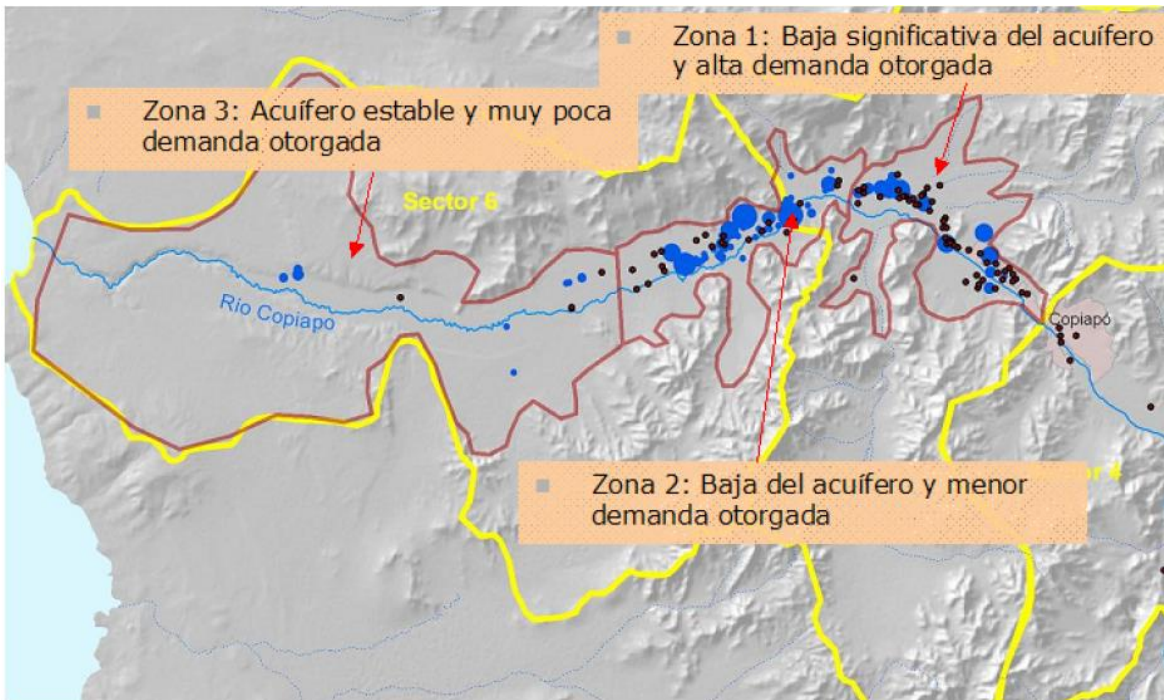 Zona 1: Baja significativa del acuífero
y alta demanda otorgada
Zona 3: Acuífero estable y muy poca
demanda otorgada
Sector 6
Río Copiapo
Copiapó
Zona 2: Baja del acuífero y menor
demanda otorgada